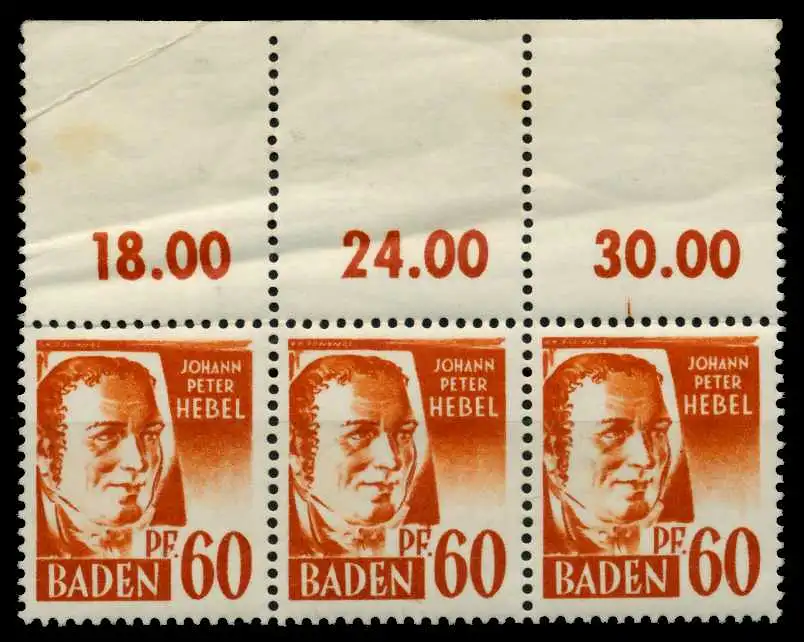 18.00 24.00 30.00
JOHANN
PETER
HEBEL
PF. 60
BADEN
JOHANN
PETER
HEBEL
PF. 60
BADEN
JOHANN
PETER
HEBEL
PF. 60
BADEN